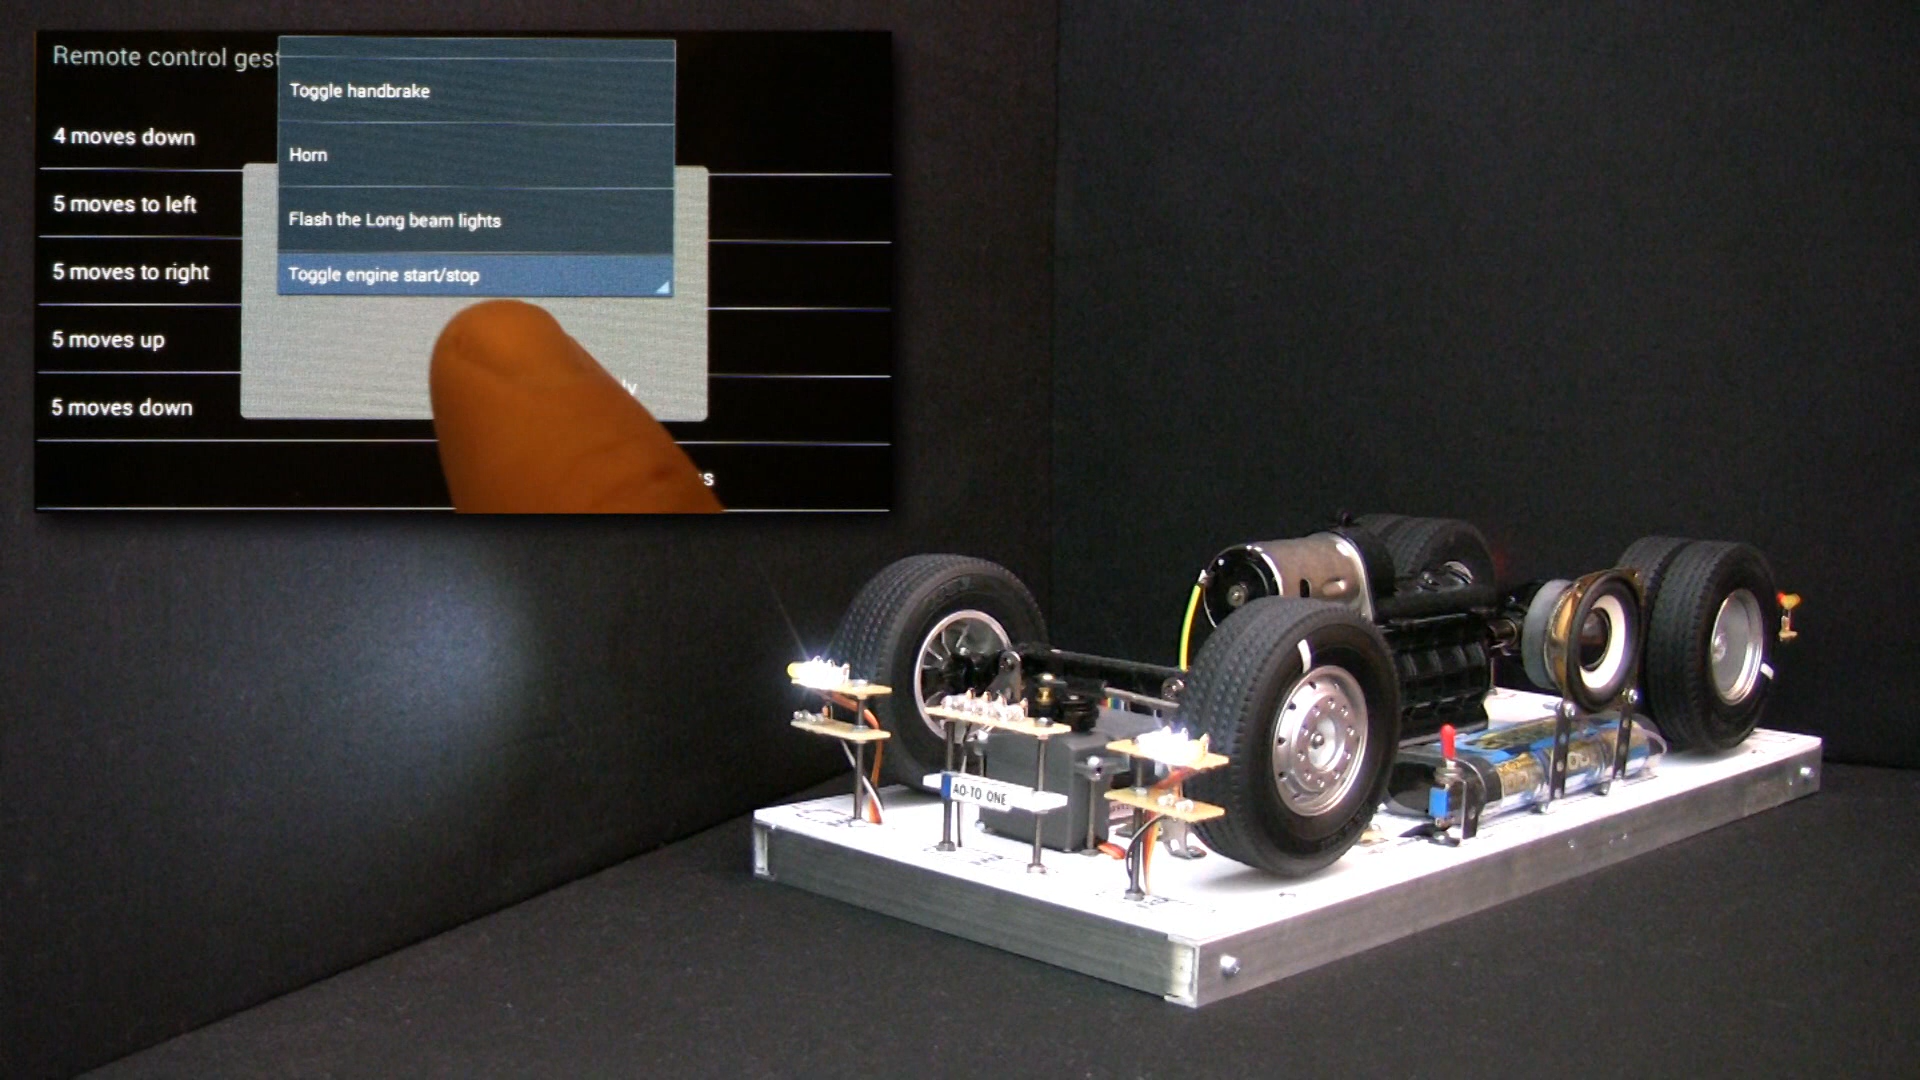 Remote control gest
Toggle handbrake
4 moves down
Horn
5 moves to left
Flash the Long beam lights
5 moves to right
Toggle engine start/stop
5 moves up
ly
5 moves down
s
AO-TO ONE